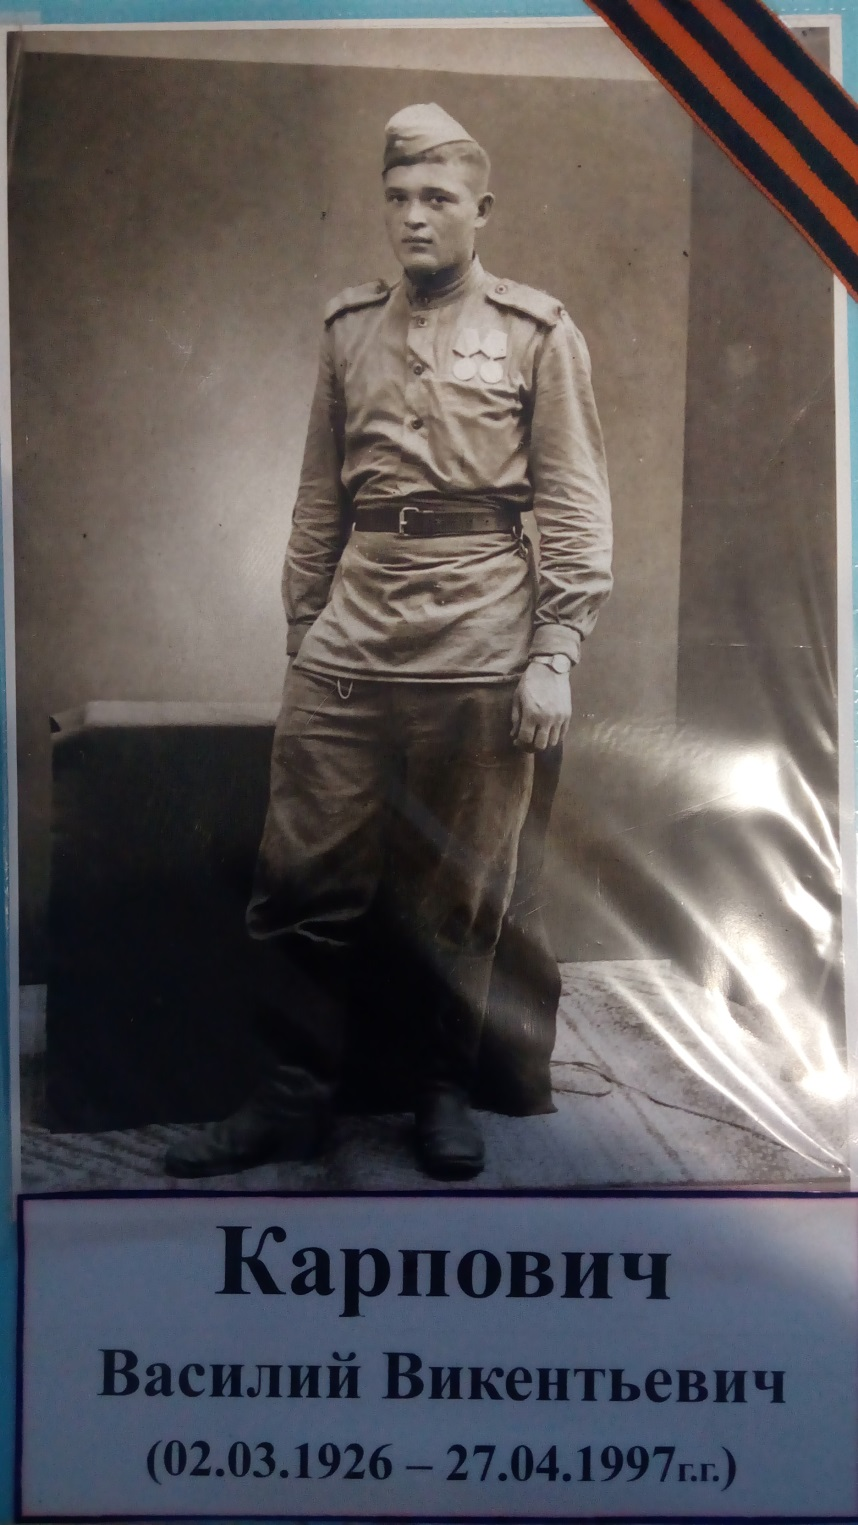 Карпович
Василий Викентьевич
(02.03.1926 – 27.04.1997г.г.)